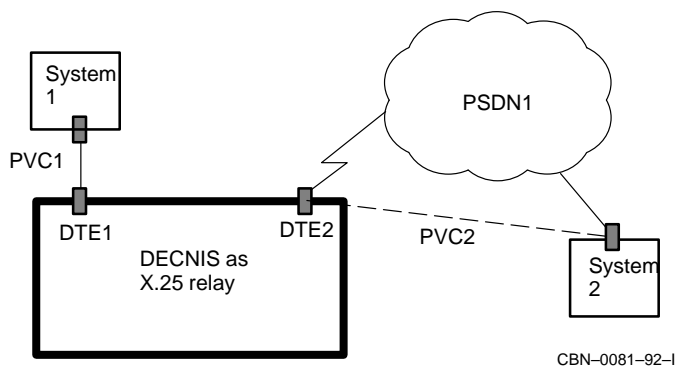 System
1
PSDN1
PVC1
DTE1
DTE2
PVC2
DECNIS as
X.25 relay
System
2
CBN–0081–92–I